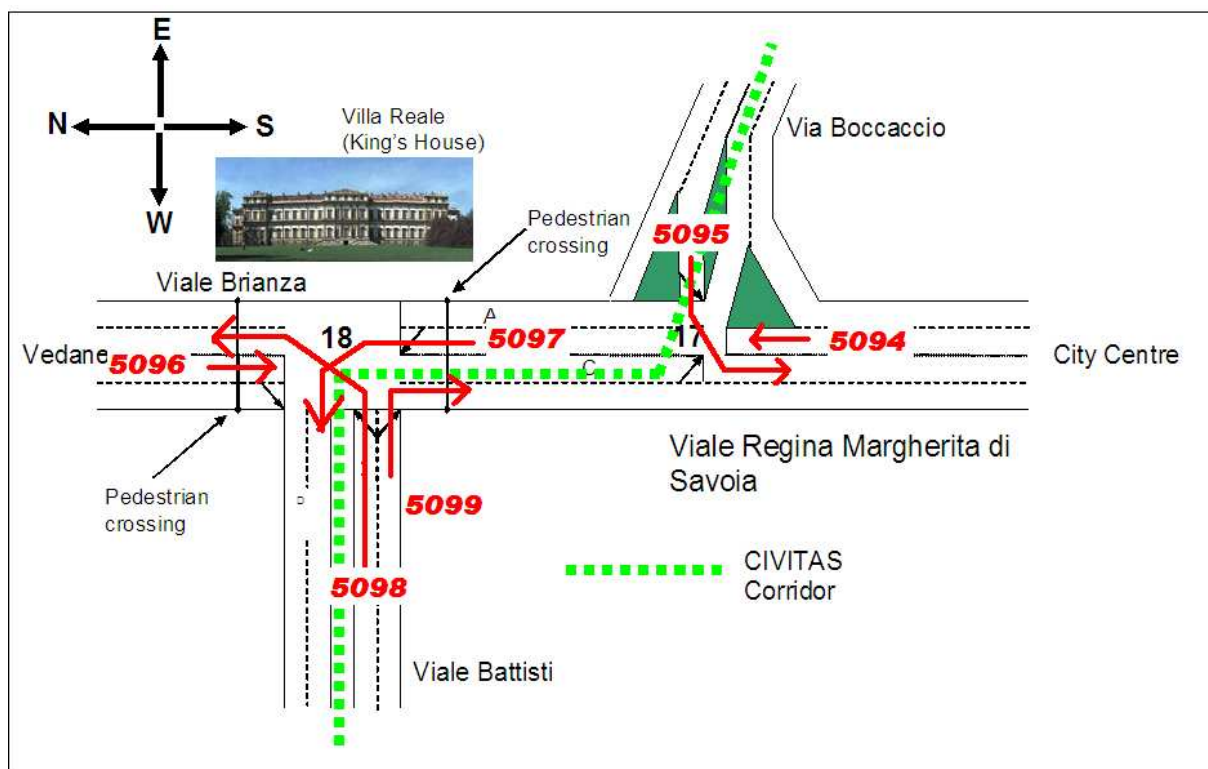 E
N
S
W
Villa Reale
(King's House)
Via Boccaccio
Pedestrian
crossing
5095
Viale Brianza
A
18
5097
17
5094
Vedane
5096
C
City Centre
Viale Regina Margherita di
Savoia
Pedestrian
crossing
5099
CIVITAS
Corridor
5098
Viale Battisti